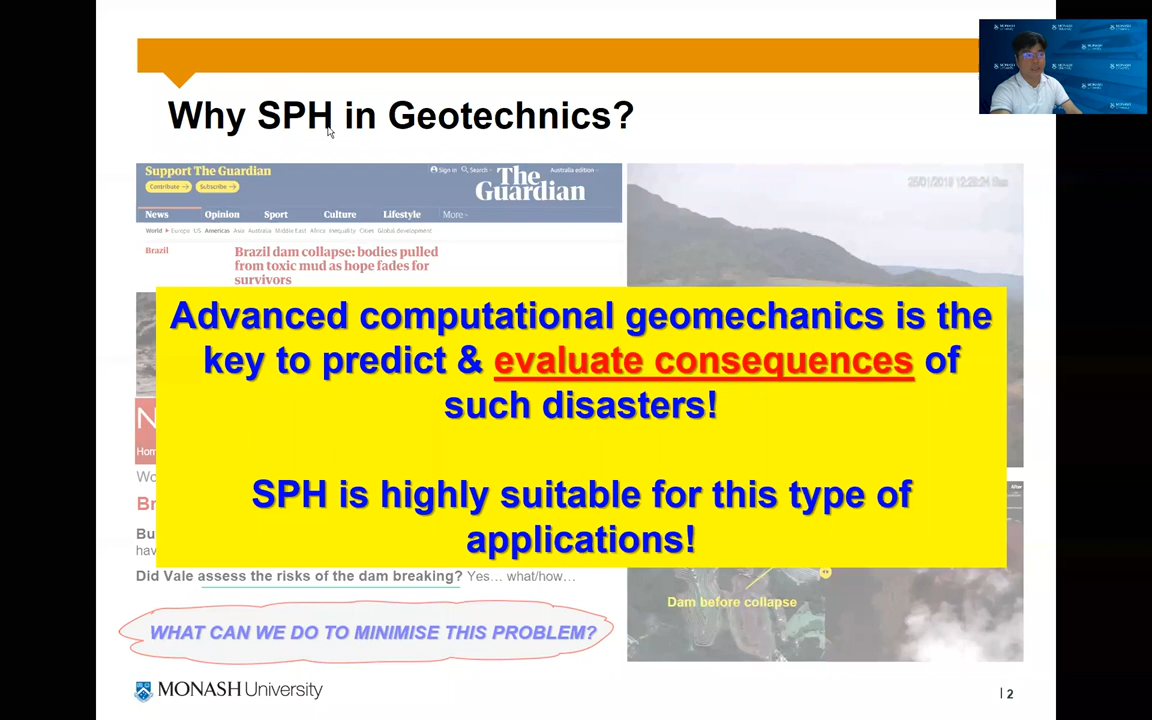 Why SPH in Geotechnics?
Support The Guardian
Contribute → Subscribe →
Sign in Search Australia edition
The Guardian
News Opinion Sport Culture Lifestyle More
World Europe US Americas Asia Australia Middle East Africa Inequality Cities Global development
Brazil
Brazil dam collapse: bodies pulled
from toxic mud as hope fades for
survivors
Advanced computational geomechanics is the
key to predict & evaluate consequences of
such disasters!
SPH is highly suitable for this type of
applications!
Did Vale assess the risks of the dam breaking? Yes… what/how…
WHAT CAN WE DO TO MINIMISE THIS PROBLEM?
Dam before collapse
After
MONASH University
| 2